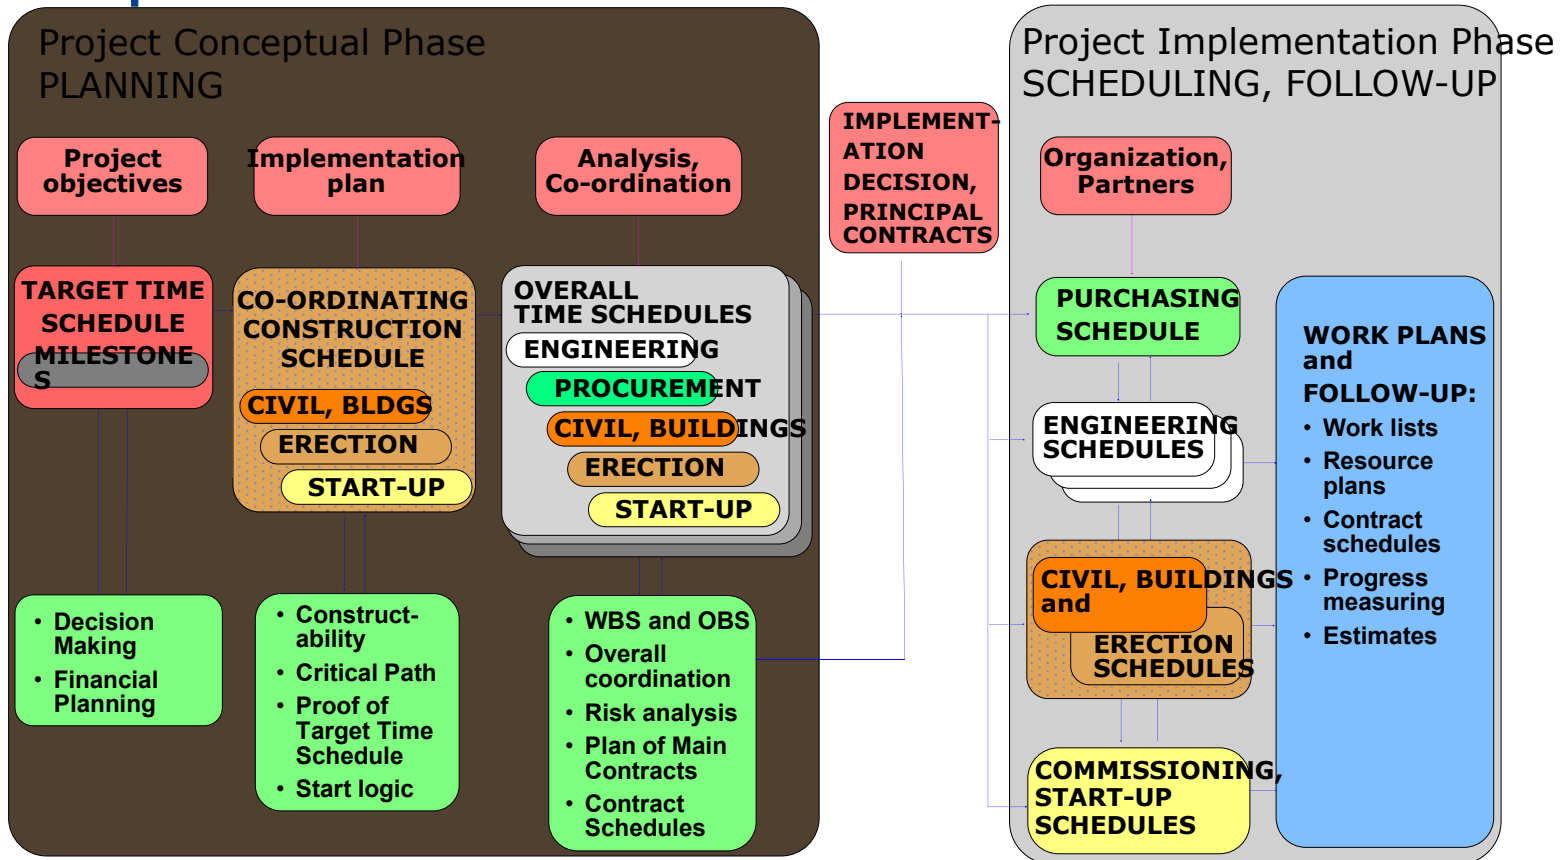 Project Conceptual Phase
PLANNING
Project
objectives
Implementation
plan
Analysis,
Co-ordination
TARGET TIME
SCHEDULE
MILESTONE
S
CO-ORDINATING
CONSTRUCTION
SCHEDULE
CIVIL, BLDGS
ERECTION
START-UP
OVERALL
TIME SCHEDULES
ENGINEERING
PROCUREMENT
CIVIL, BUILDINGS
ERECTION
START-UP
• Decision
Making
• Financial
Planning
• Construct-
ability
• Critical Path
• Proof of
Target Time
Schedule
• Start logic
• WBS and OBS
• Overall
coordination
• Risk analysis
• Plan of Main
Contracts
• Contract
Schedules
IMPLEMENT-
ATION
DECISION,
PRINCIPAL
CONTRACTS
Project Implementation Phase
SCHEDULING, FOLLOW-UP
Organization,
Partners
PURCHASING
SCHEDULE
ENGINEERING
SCHEDULES
CIVIL, BUILDINGS
and
ERECTION
SCHEDULES
COMMISSIONING,
START-UP
SCHEDULES
WORK PLANS
and
FOLLOW-UP:
• Work lists
• Resource
plans
• Contract
schedules
• Progress
measuring
• Estimates